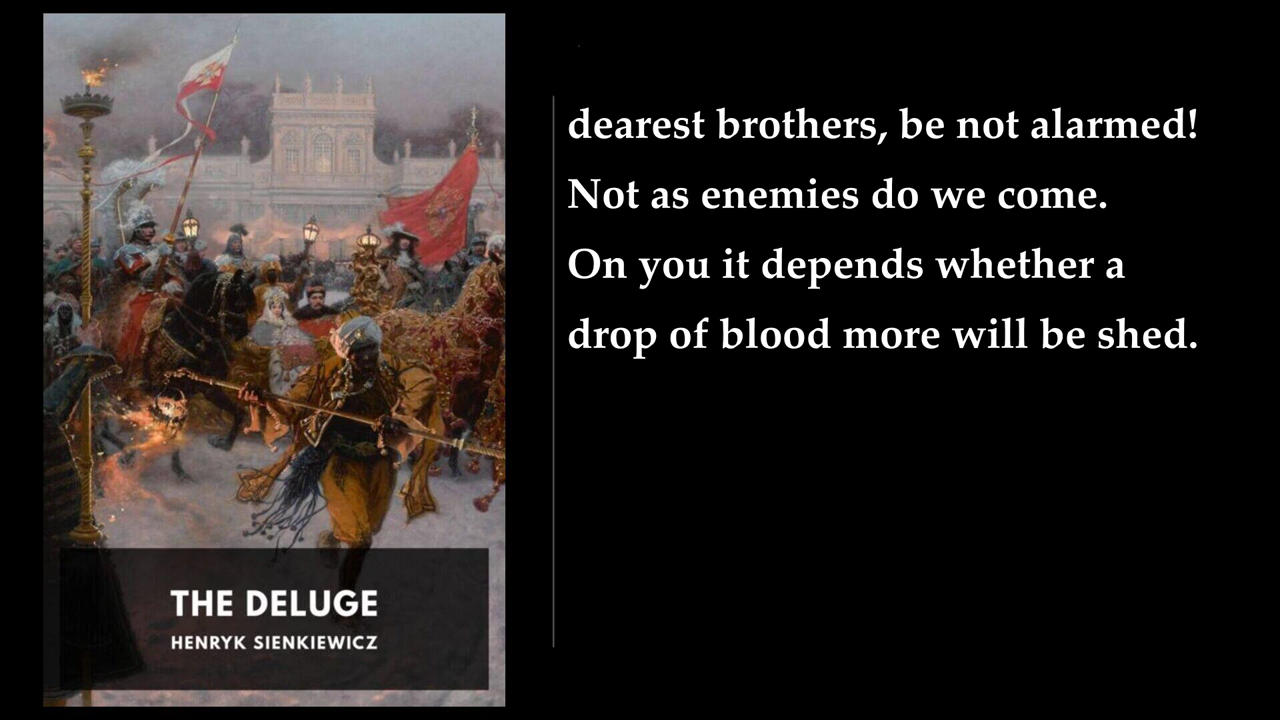 dearest brothers, be not alarmed!
Not as enemies do we come.
On you it depends whether a
drop of blood more will be shed.
THE DELUGE
HENRYK SIENKIEWICZ